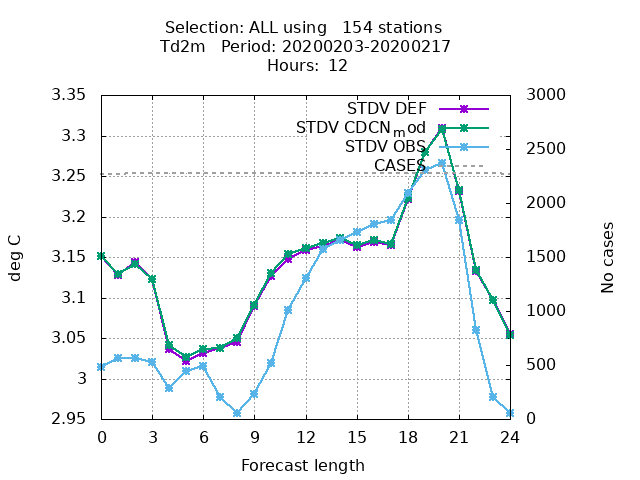 Selection: ALL using   154 stations
Td2m   Period: 20200203-20200217
Hours: 12
3.35
3.3
3.25
3.2
3.15
3.1
3.05
3
2.95
deg C
STDV DEF
STDV CDCN_mod
STDV OBS
CASES
3000
2500
2000
1500
1000
500
0
No cases
0 3 6 9 12 15 18 21 24
Forecast length